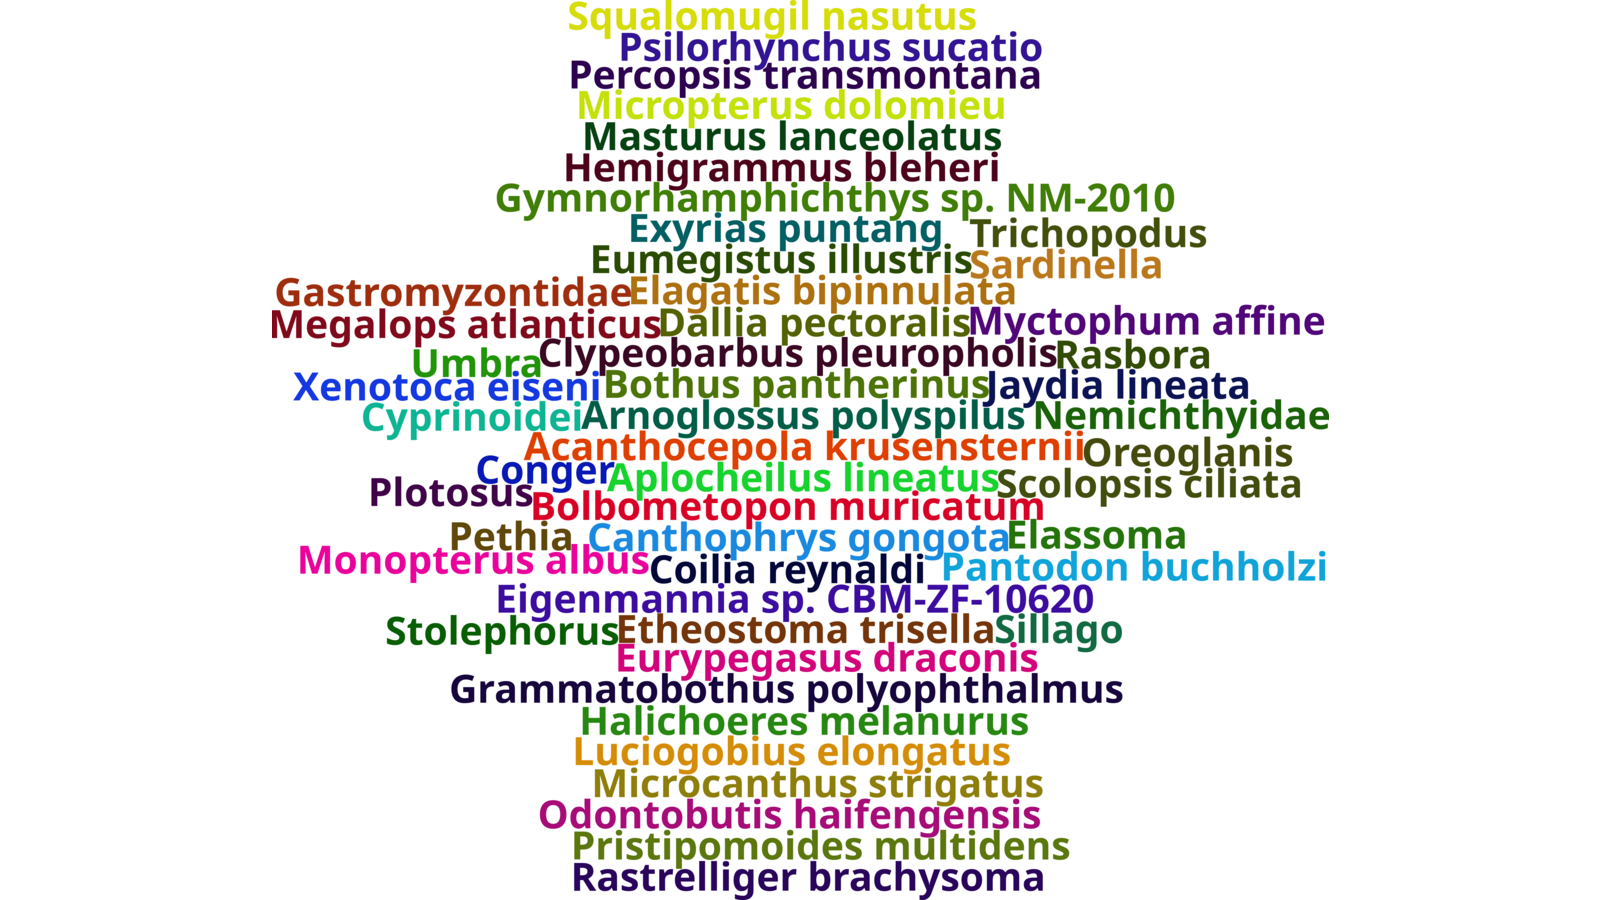 Squalomugil nasutus
Psilorhynchus sucatio
Percopsis transmontana
Micropterus dolomieu
Masturus lanceolatus
Hemigrammus bleheri
Gymnorhamphichthys sp. NM-2010
Exyrias puntang Trichopodus
Eumegistus illustris Sardinella
Gastromyzontidae Elagatis bipinnulata
Megalops atlanticus Dallia pectoralis Myctophum affine
Umbra Clypeobarbus pleuropholis Rasbora
Xenotoca eiseni Bothus pantherinus Jaydia lineata
Cyprinoidei Arnoglossus polyspilus Nemichthyidae
Acanthocepola krusensternii Oreoglanis
Conger Aplocheilus lineatus Scolopsis ciliata
Plotosus Bolbometopon muricatum
Pethia Canthophrys gongota Elassoma
Monopterus albus Coilia reynaldi Pantodon buchholzi
Eigenmannia sp. CBM-ZF-10620
Stolephorus Etheostoma trisella Sillago
Eurypegasus draconis
Grammatobothus polyophthalmus
Halichoeres melanurus
Luciogobius elongatus
Microcanthus strigatus
Odontobutis haifengensis
Pristipomoides multidens
Rastrelliger brachysoma